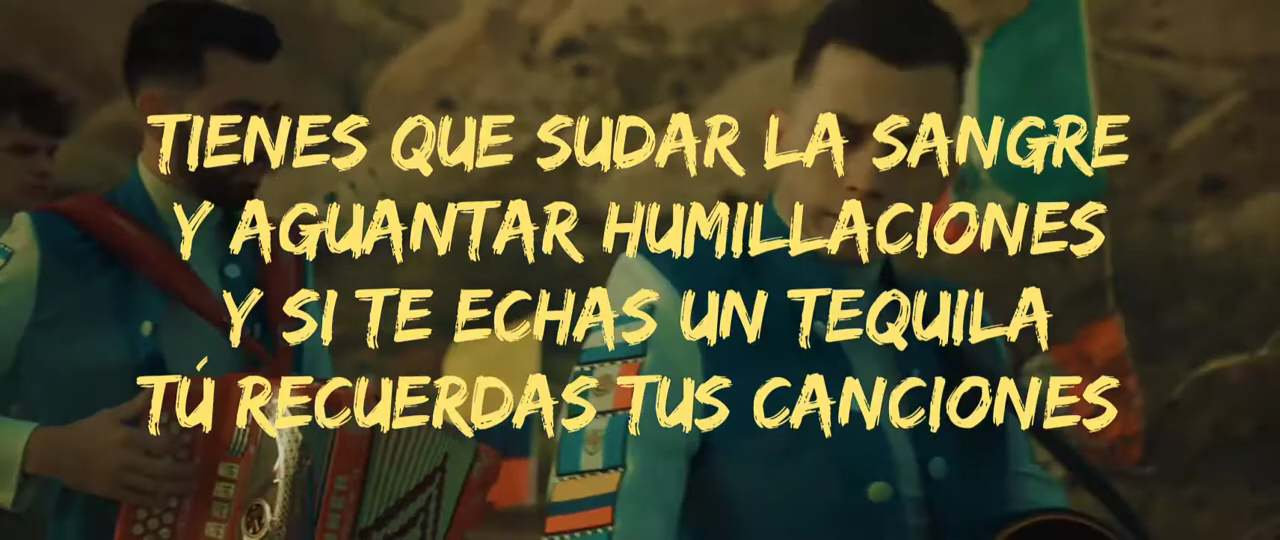 TIENES QUE SUDAR LA SANGRE
Y AGUANTAR HUMILLACIONES
Y SI TE ECHAS UN TEQUILA
TÚ RECUERDAS TUS CANCIONES